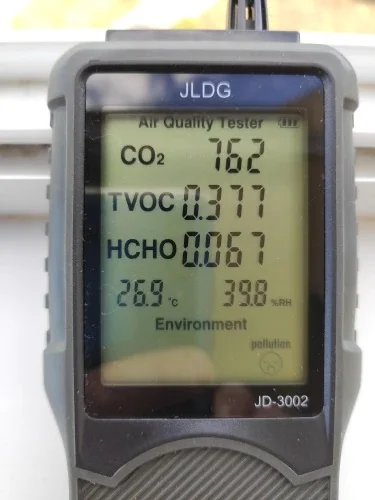 JLDG
Air Quality Tester
CO₂ 762
TVOC 0.377
HCHO 0.067
26.9 °C 39.8 %RH
Environment
pollution
JD-3002